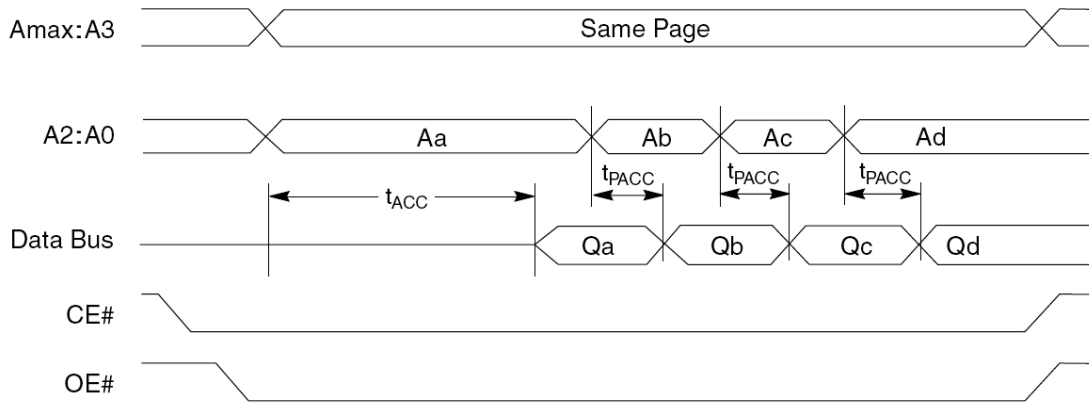 Amax:A3 Same Page
A2:A0 Aa Ab Ac Ad
tACC tPACC tPACC tPACC
Data Bus Qa Qb Qc Qd
CE#
OE#